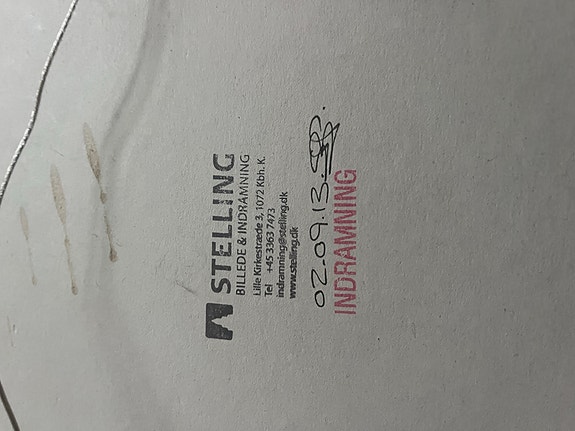 STELLING
BILLEDE & INDRAMNING
Lille Kirkestræde 3, 1072 Kbh. K.
Tel +45 3363 7473
indramning@stelling.dk
www.stelling.dk
02.09.13.
INDRAMNING